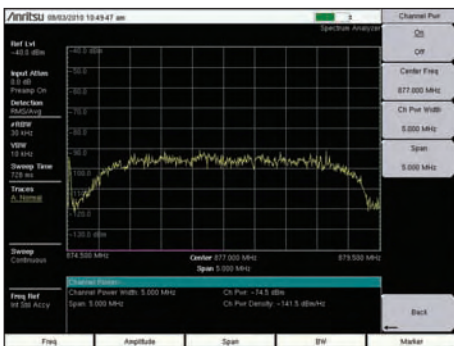 Anritsu 09/03/2010 10:49:47 am
Spectrum Analyzer
Channel Pwr
On
Off
Center Freq
877.000 MHz
Ch Pwr Width
5.000 MHz
Span
5.000 MHz
Back
Ref Lvl
-40.0 dBm
Input Atten
0.0 dB
Preamp On
Detection
RMS/Avg
#RBW
30 kHz
VBW
10 kHz
Sweep Time
728 ms
Traces
A: Normal
Sweep
Continuous
Freq Ref
Int Std Accy
-40.0 dBm
-50.0
-60.0
-70.0
-80.0
-90.0
-100.0
-120.0
-130.0 dBm
874.500 MHz
Center 877.000 MHz
879.500 MHz
Span 5.000 MHz
Channel Power
Channel Power Width: 5.000 MHz
Ch Pwr: -74.5 dBm
Span: 5.000 MHz
Ch Pwr Density: -141.5 dBm/Hz
Freq
Amplitude
Span
BW
Marker